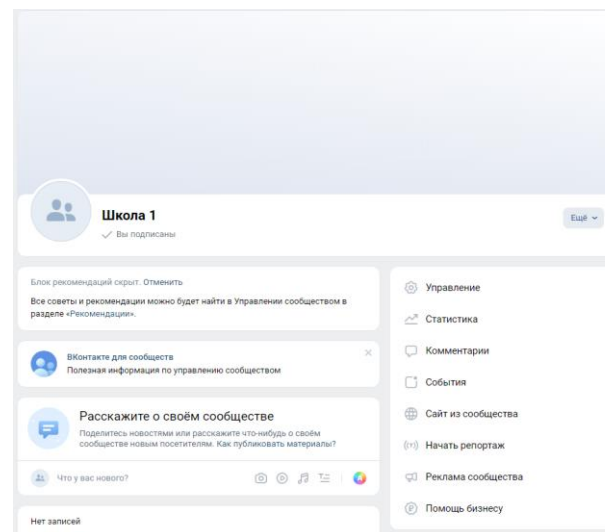 Школа 1
Вы подписаны
Ещё
Блок рекомендаций скрыт. Отменить
Все советы и рекомендации можно будет найти в Управлении сообществом в
разделе «Рекомендации».
ВКонтакте для сообществ
Полезная информация по управлению сообществом
Расскажите о своём сообществе
Поделитесь новостями или расскажите что-нибудь о своём
сообществе новым посетителям. Как публиковать материалы?
Что у вас нового?
Нет записей
Управление
Статистика
Комментарии
События
Сайт из сообщества
Начать репортаж
Реклама сообщества
Помощь бизнесу